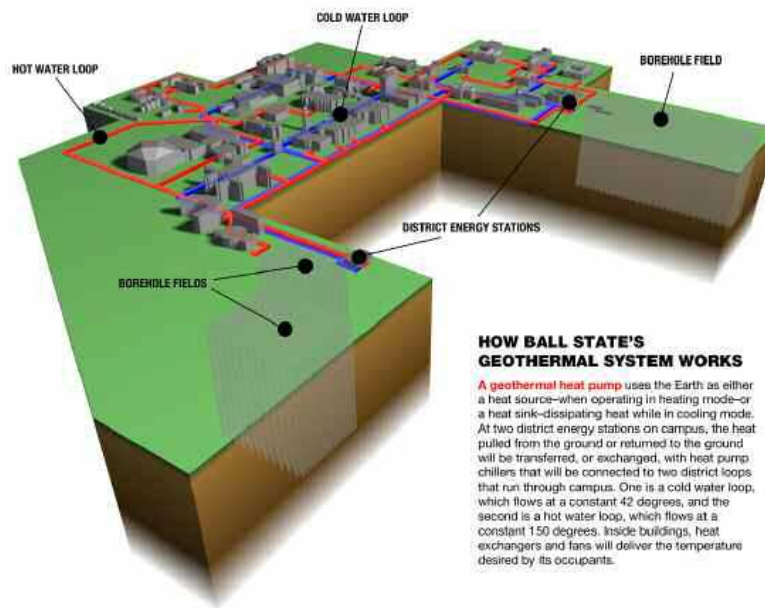 COLD WATER LOOP
HOT WATER LOOP
BOREHOLE FIELD
DISTRICT ENERGY STATIONS
BOREHOLE FIELDS
HOW BALL STATE'S
GEOTHERMAL SYSTEM WORKS
A geothermal heat pump uses the Earth as either
a heat source–when operating in heating mode–or
a heat sink–dissipating heat while in cooling mode.
At two district energy stations on campus, the heat
pulled from the ground or returned to the ground
will be transferred, or exchanged, with heat pump
chillers that will be connected to two district loops
that run through campus. One is a cold water loop,
which flows at a constant 42 degrees, and the
second is a hot water loop, which flows at a
constant 150 degrees. Inside buildings, heat
exchangers and fans will deliver the temperature
desired by its occupants.